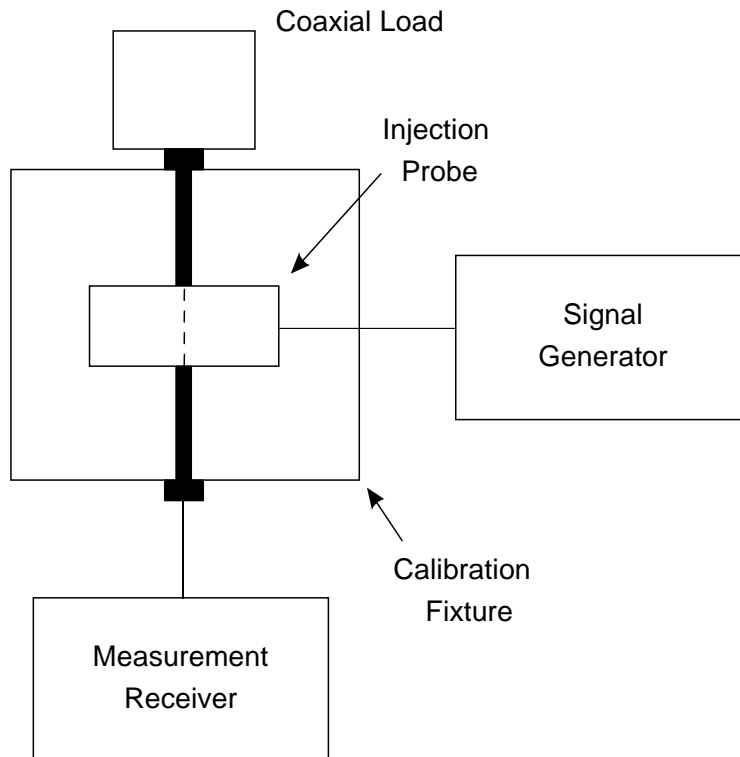 Coaxial Load
Injection
Probe
Signal
Generator
Calibration
Fixture
Measurement
Receiver